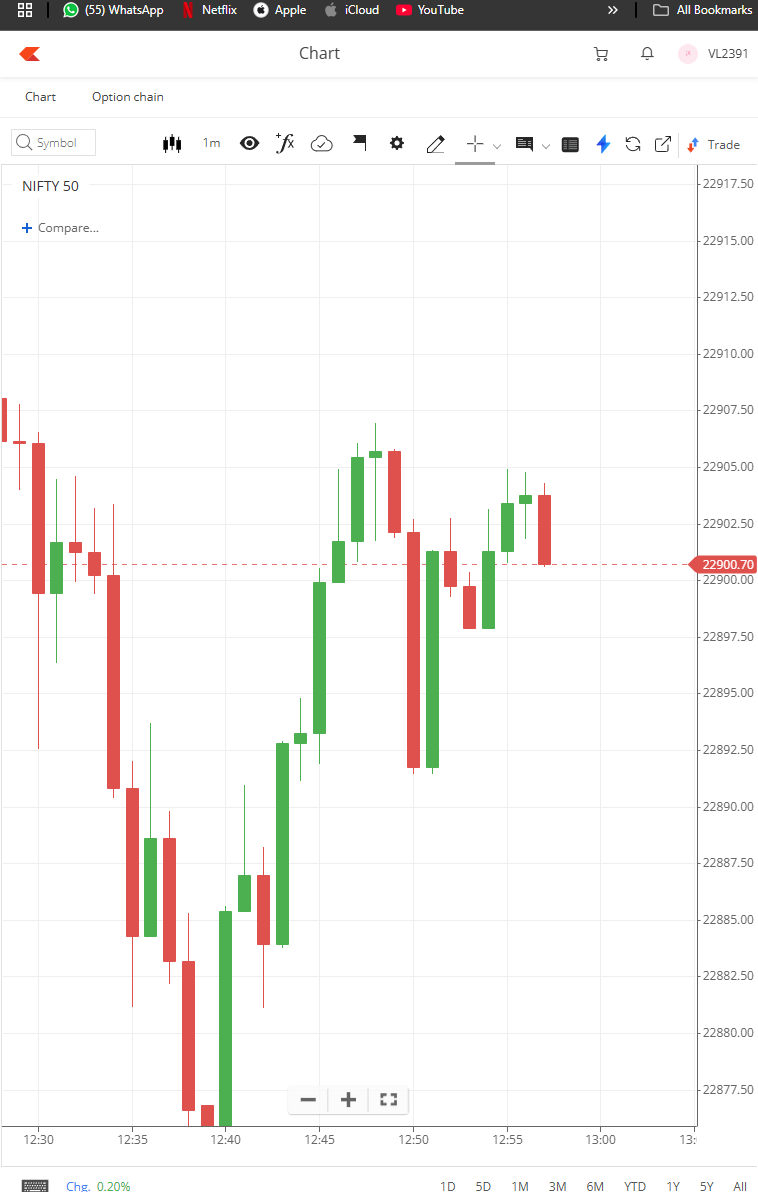 (55) WhatsApp Netflix Apple iCloud YouTube » All Bookmarks
Chart VL2391
Chart Option chain
Symbol 1m Trade
NIFTY 50
+ Compare...
22917.50
22915.00
22912.50
22910.00
22907.50
22905.00
22902.50
22900.70
22900.00
22897.50
22895.00
22892.50
22890.00
22887.50
22885.00
22882.50
22880.00
22877.50
12:30 12:35 12:40 12:45 12:50 12:55 13:00
Chg. 0.20% 1D 5D 1M 3M 6M YTD 1Y 5Y All